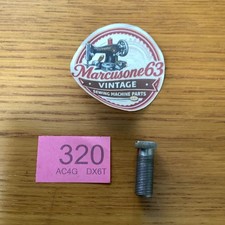 Marcusone63
VINTAGE
SEWING MACHINE PARTS
320
AC4G DX6T